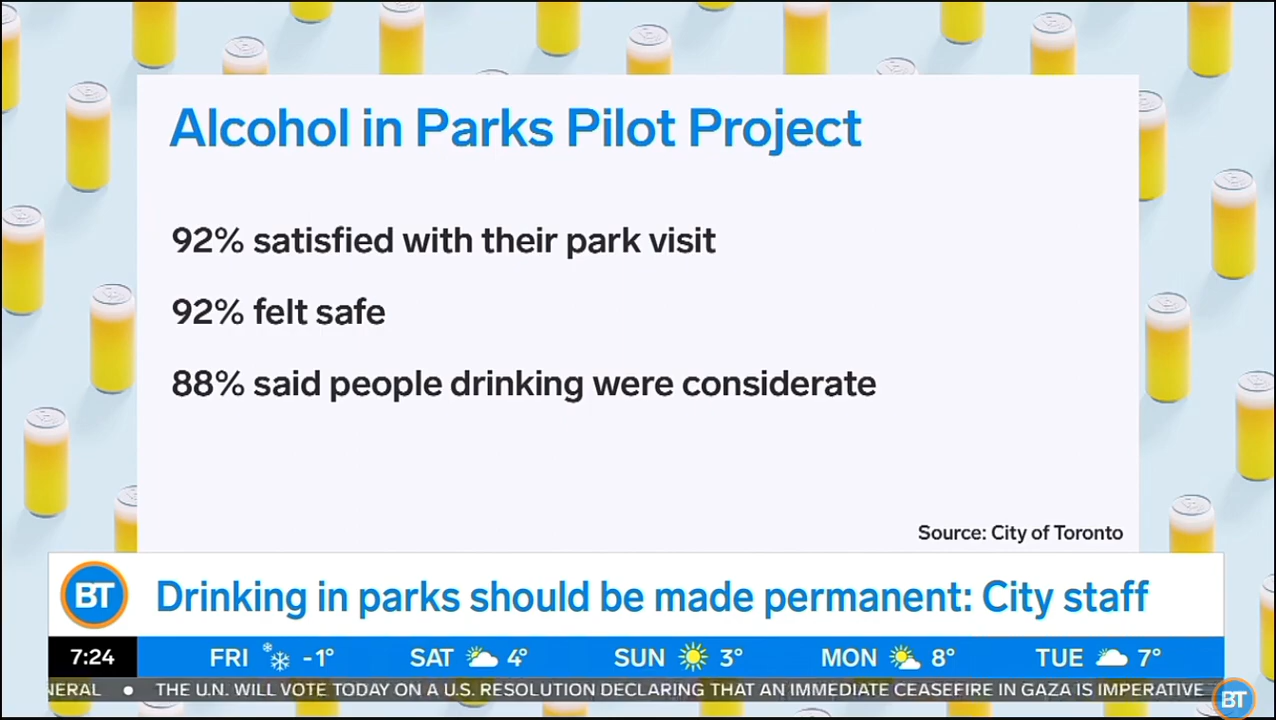 Alcohol in Parks Pilot Project
92% satisfied with their park visit
92% felt safe
88% said people drinking were considerate
Source: City of Toronto
BT Drinking in parks should be made permanent: City staff
7:24 FRI -1° SAT 4° SUN 3° MON 8° TUE 7°
NERAL • THE U.N. WILL VOTE TODAY ON A U.S. RESOLUTION DECLARING THAT AN IMMEDIATE CEASEFIRE IN GAZA IS IMPERATIVE BT